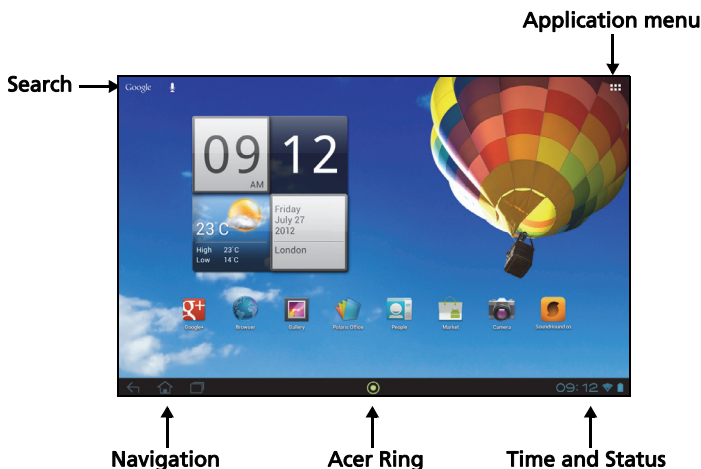 Application menu
Search
Google
09
AM
12
23°C
High 23°C
Low 14°C
Friday
July 27
2012
London
g+
Google+
Browser
Gallery
Polaris Office
People
Market
Camera
SoundHound ∞
09:12
Navigation
Acer Ring
Time and Status